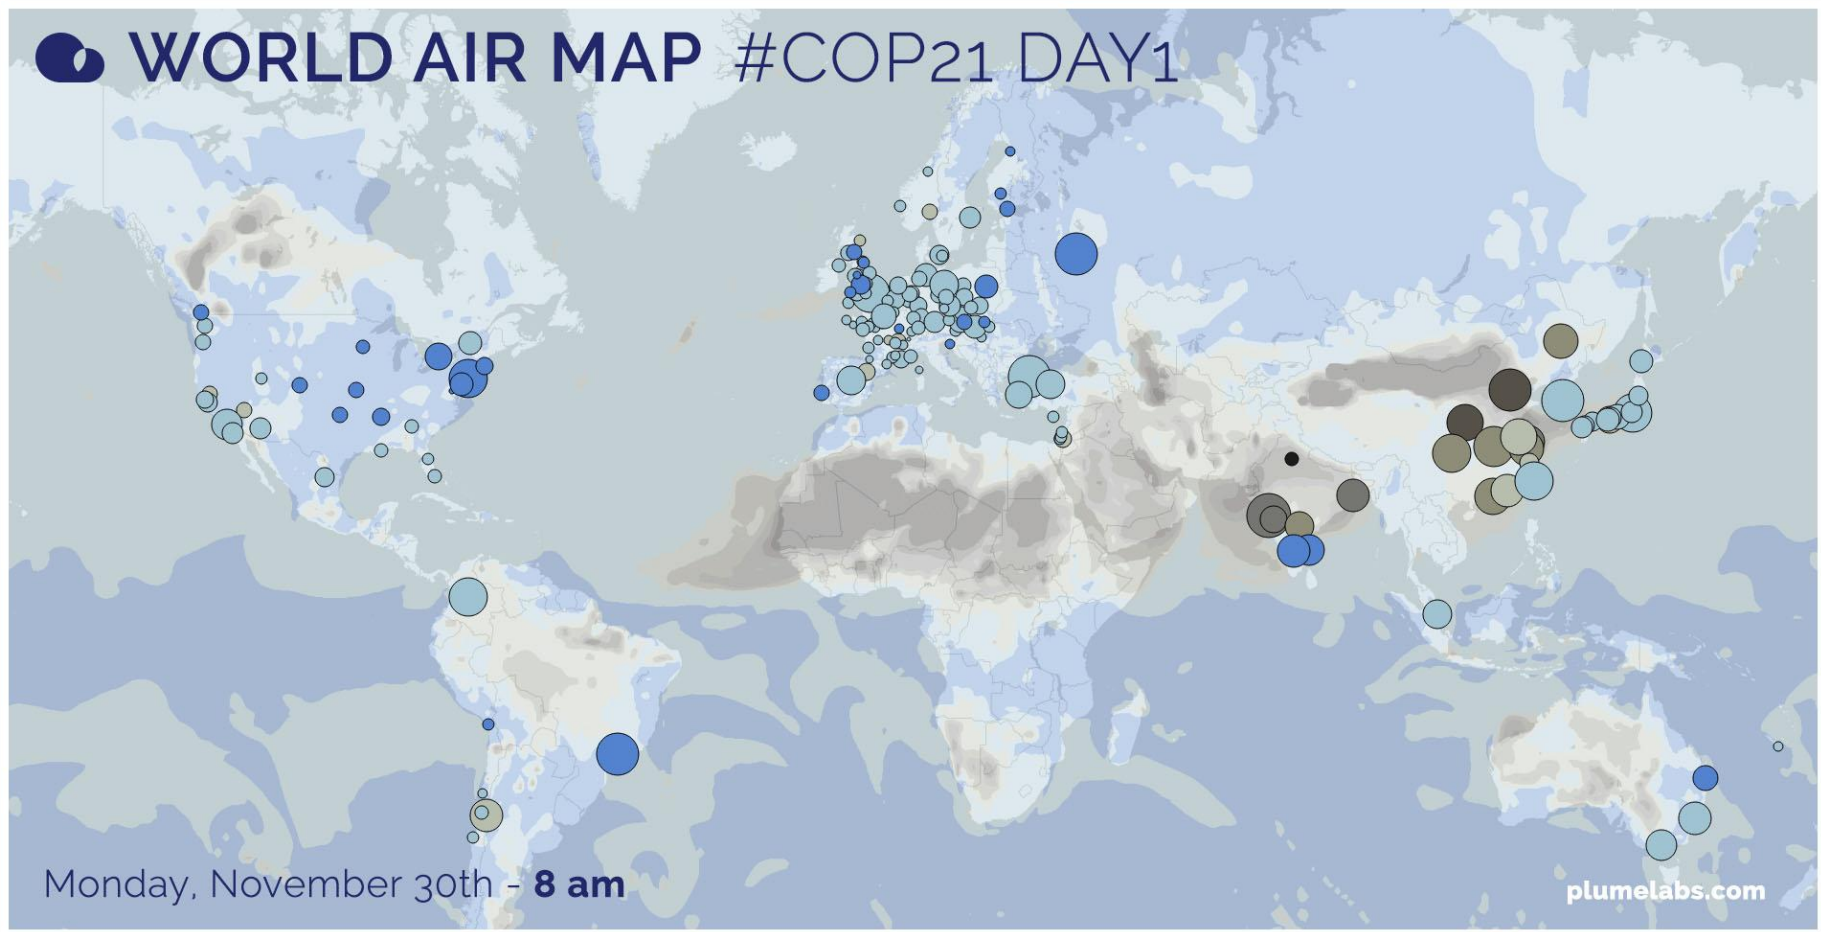 WORLD AIR MAP #COP21 DAY1
Monday, November 30th - 8 am
plumelabs.com